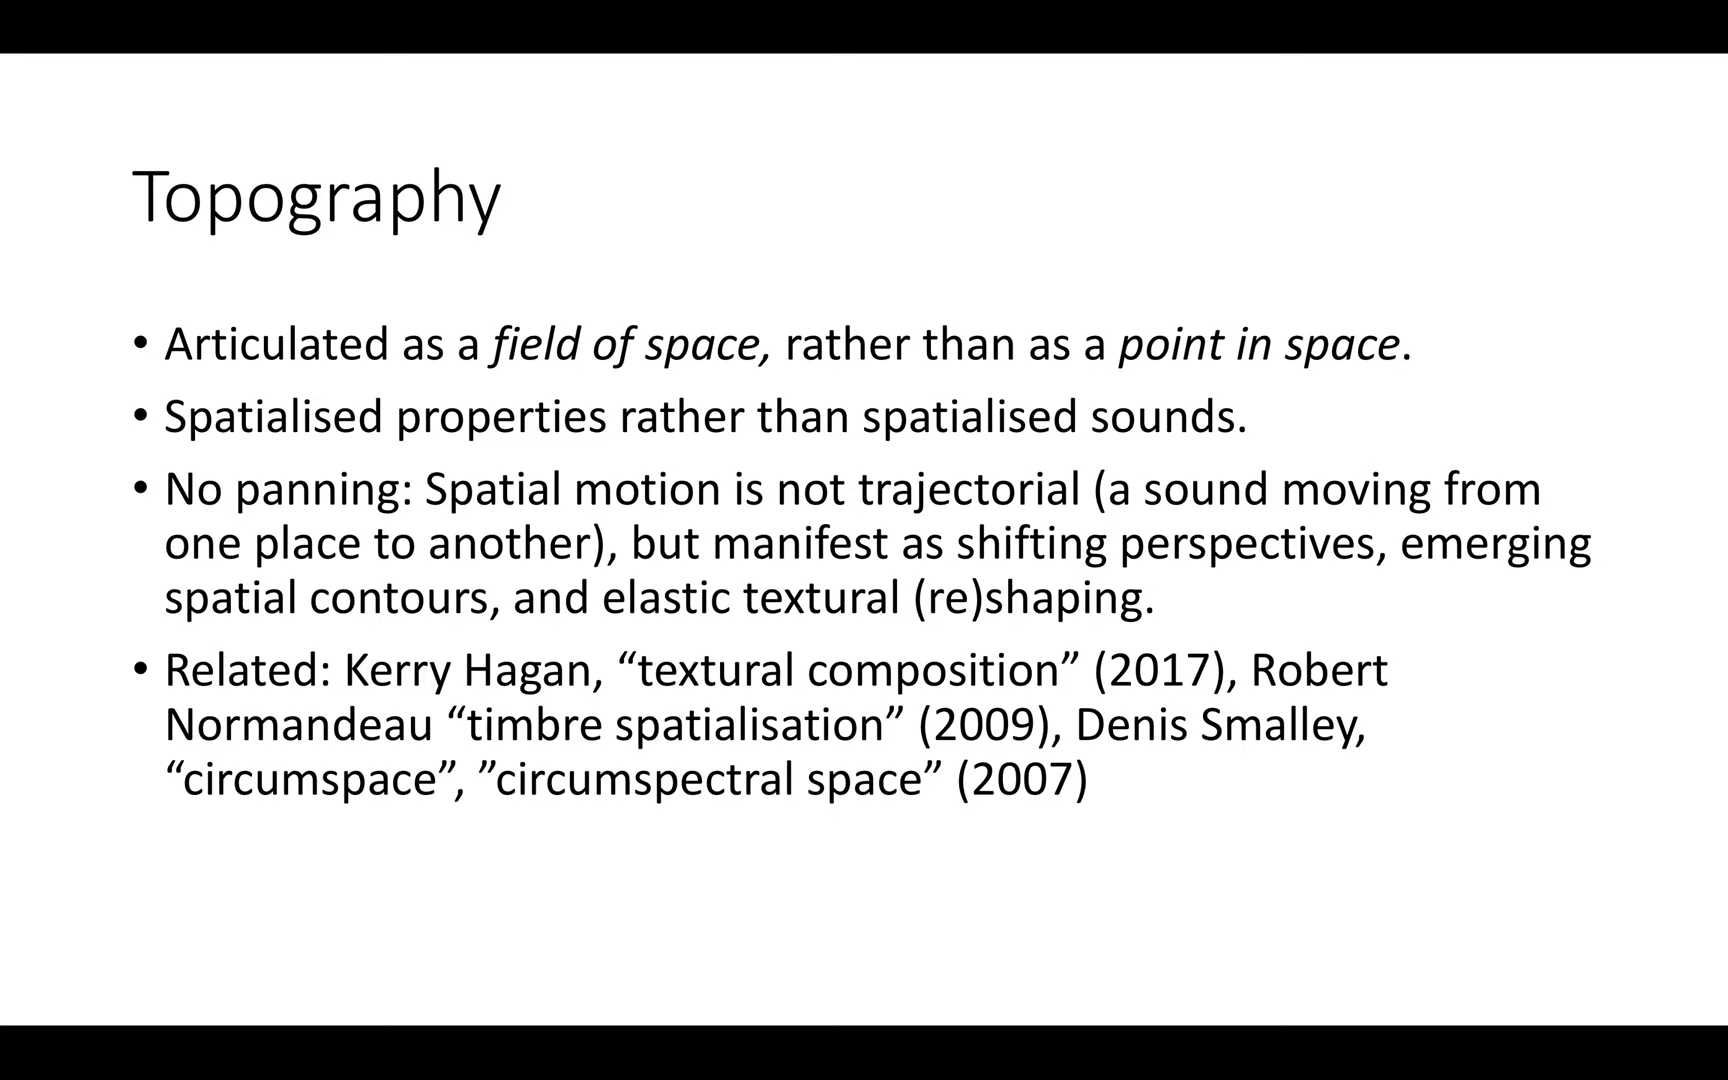 Topography
• Articulated as a field of space, rather than as a point in space.
• Spatialised properties rather than spatialised sounds.
• No panning: Spatial motion is not trajectorial (a sound moving from
one place to another), but manifest as shifting perspectives, emerging
spatial contours, and elastic textural (re)shaping.
• Related: Kerry Hagan, “textural composition” (2017), Robert
Normandeau “timbre spatialisation” (2009), Denis Smalley,
“circumspace”, ”circumspectral space” (2007)